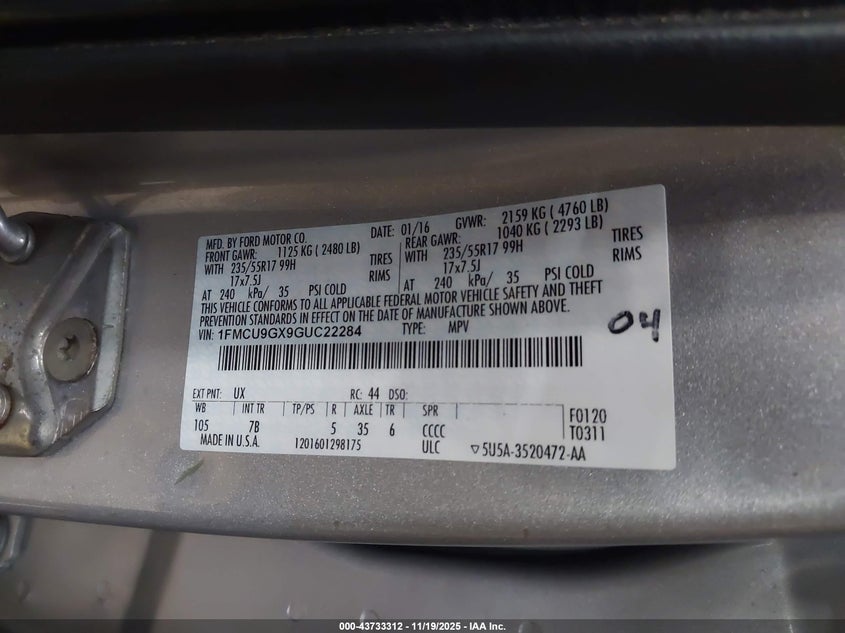 MFD. BY FORD MOTOR CO. DATE: 01/16 GVWR: 2159 KG ( 4760 LB)
FRONT GAWR: 1125 KG ( 2480 LB) REAR GAWR: 1040 KG ( 2293 LB)
WITH 235/55R17 99H TIRES WITH 235/55R17 99H TIRES
17x7.5J RIMS 17x7.5J RIMS
AT 240 kPa/ 35 PSI COLD AT 240 kPa/ 35 PSI COLD
THIS VEHICLE CONFORMS TO ALL APPLICABLE FEDERAL MOTOR VEHICLE SAFETY AND THEFT
PREVENTION STANDARDS IN EFFECT ON THE DATE OF MANUFACTURE SHOWN ABOVE.
VIN: 1FMCU9GX9GUC22284 TYPE: MPV
04
EXT PNT: UX RC: 44 DSO:
WB INT TR TP/PS R AXLE TR SPR F0120
105 7B 5 35 6 CCCC T0311
MADE IN U.S.A. 1201601298175 ULC ▽5U5A-3520472-AA
000-43733312 - 11/19/2025 - IAA Inc.